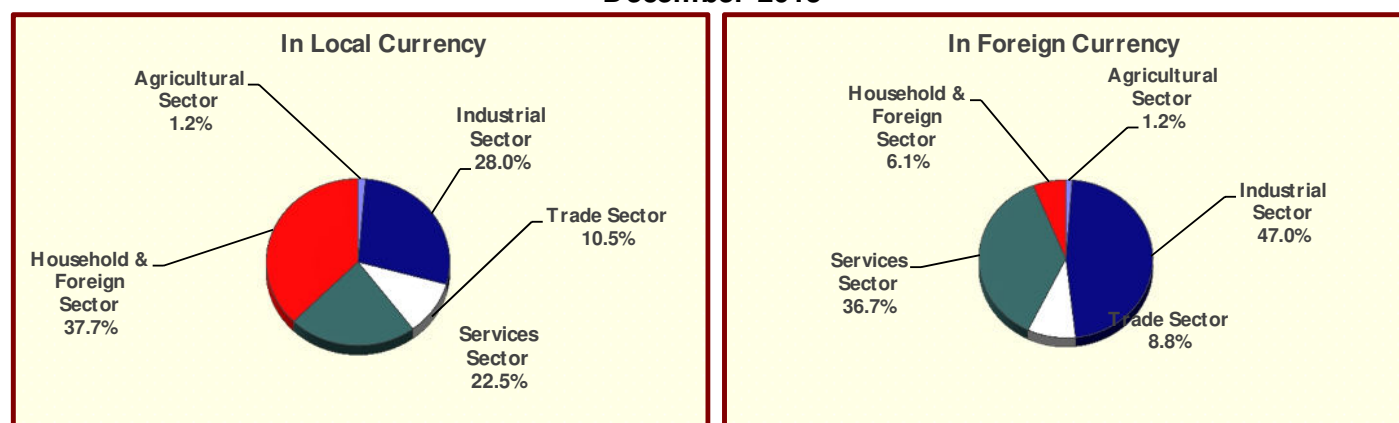 In Local Currency
Agricultural
Sector
1.2%
Industrial
Sector
28.0%
Trade Sector
10.5%
Household &
Foreign
Sector
37.7%
Services
Sector
22.5%
In Foreign Currency
Household &
Foreign
Sector
6.1%
Agricultural
Sector
1.2%
Industrial
Sector
47.0%
Services
Sector
36.7%
Trade Sector
8.8%